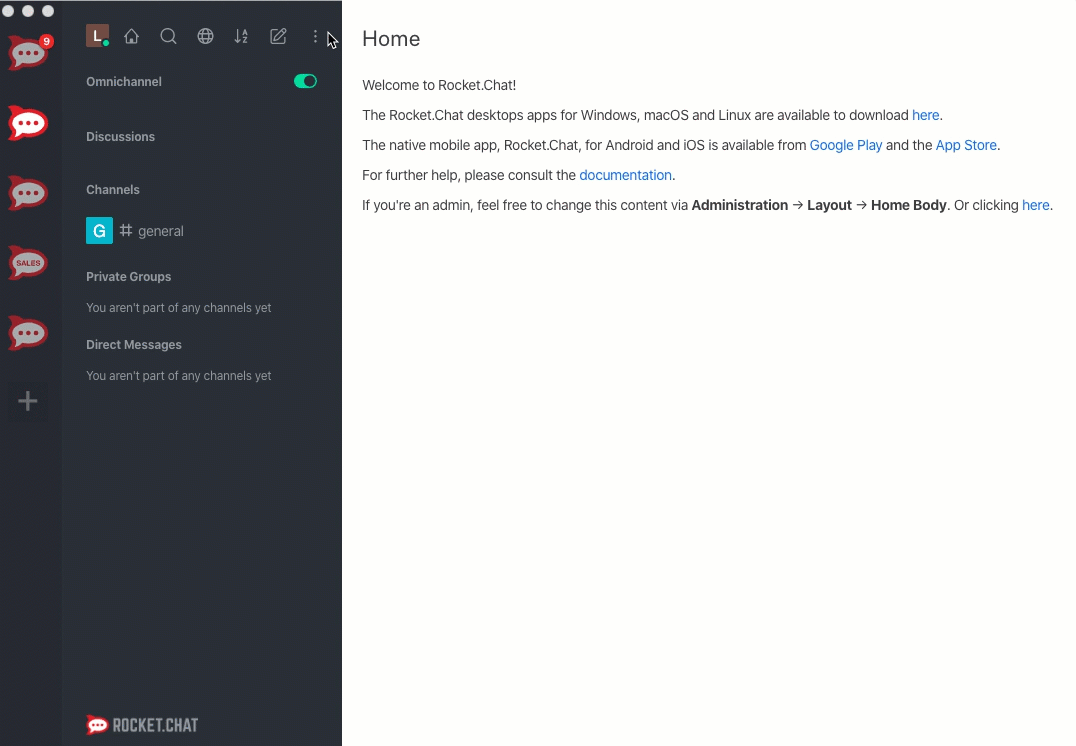 9
L
Omnichannel
Discussions
Channels
G # general
Private Groups
You aren't part of any channels yet
Direct Messages
You aren't part of any channels yet
SALES
ROCKET.CHAT
Home
Welcome to Rocket.Chat!
The Rocket.Chat desktops apps for Windows, macOS and Linux are available to download here.
The native mobile app, Rocket.Chat, for Android and iOS is available from Google Play and the App Store.
For further help, please consult the documentation.
If you're an admin, feel free to change this content via Administration → Layout → Home Body. Or clicking here.